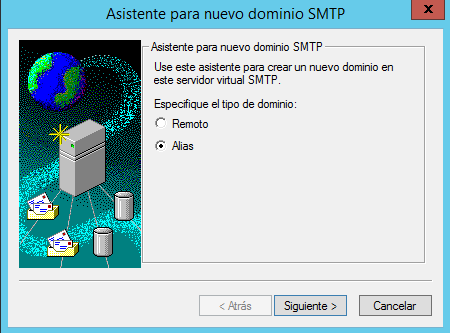 Asistente para nuevo dominio SMTP
x
Asistente para nuevo dominio SMTP
Use este asistente para crear un nuevo dominio en
este servidor virtual SMTP.
Especifique el tipo de dominio:
Remoto
Alias
< Atrás
Siguiente >
Cancelar